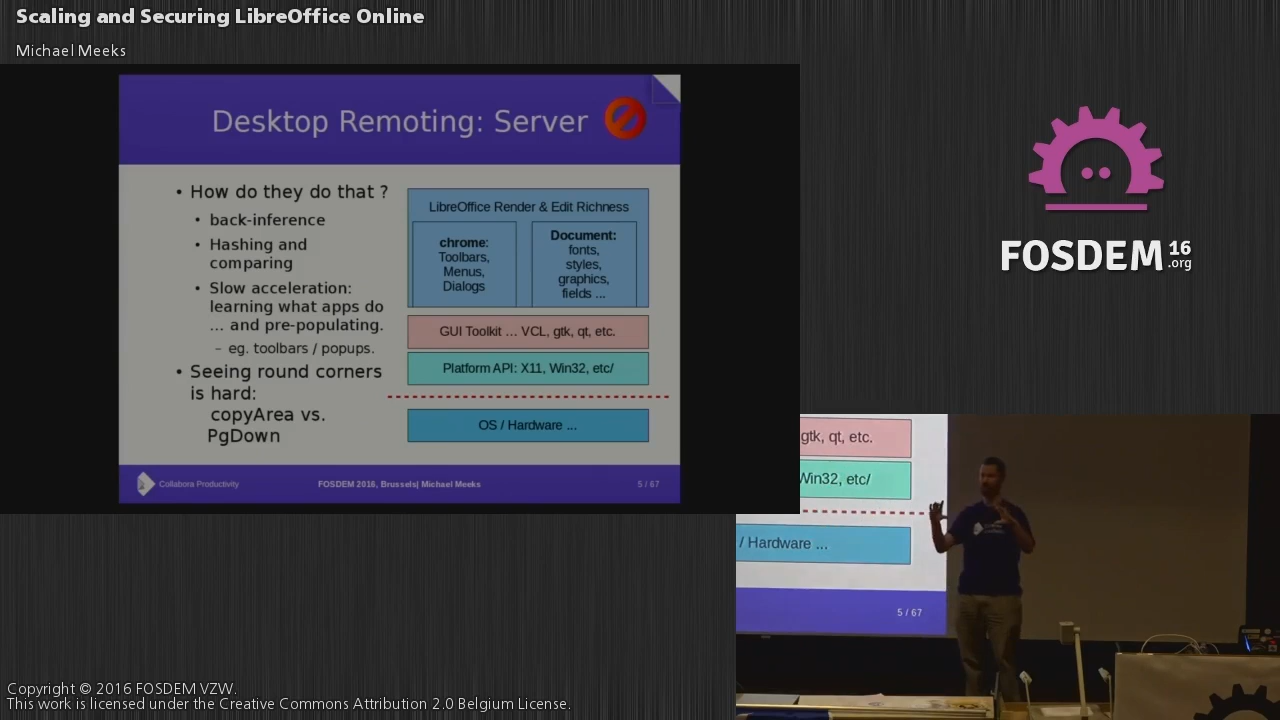 Scaling and Securing LibreOffice Online
Michael Meeks
Desktop Remoting: Server
• How do they do that ?
• back-inference
• Hashing and
comparing
• Slow acceleration:
learning what apps do
... and pre-populating.
– eg. toolbars / popups.
• Seeing round corners
is hard:
copyArea vs.
PgDown
LibreOffice Render & Edit Richness
chrome:
Toolbars,
Menus,
Dialogs
Document:
fonts,
styles,
graphics,
fields ...
GUI Toolkit ... VCL, gtk, qt, etc.
Platform API: X11, Win32, etc/
OS / Hardware ...
Collabora Productivity
FOSDEM 2016, Brussels| Michael Meeks
5 / 67
FOSDEM 16
.org
gtk, qt, etc.
Win32, etc/
/ Hardware ...
5 / 67
Copyright © 2016 FOSDEM VZW.
This work is licensed under the Creative Commons Attribution 2.0 Belgium License.